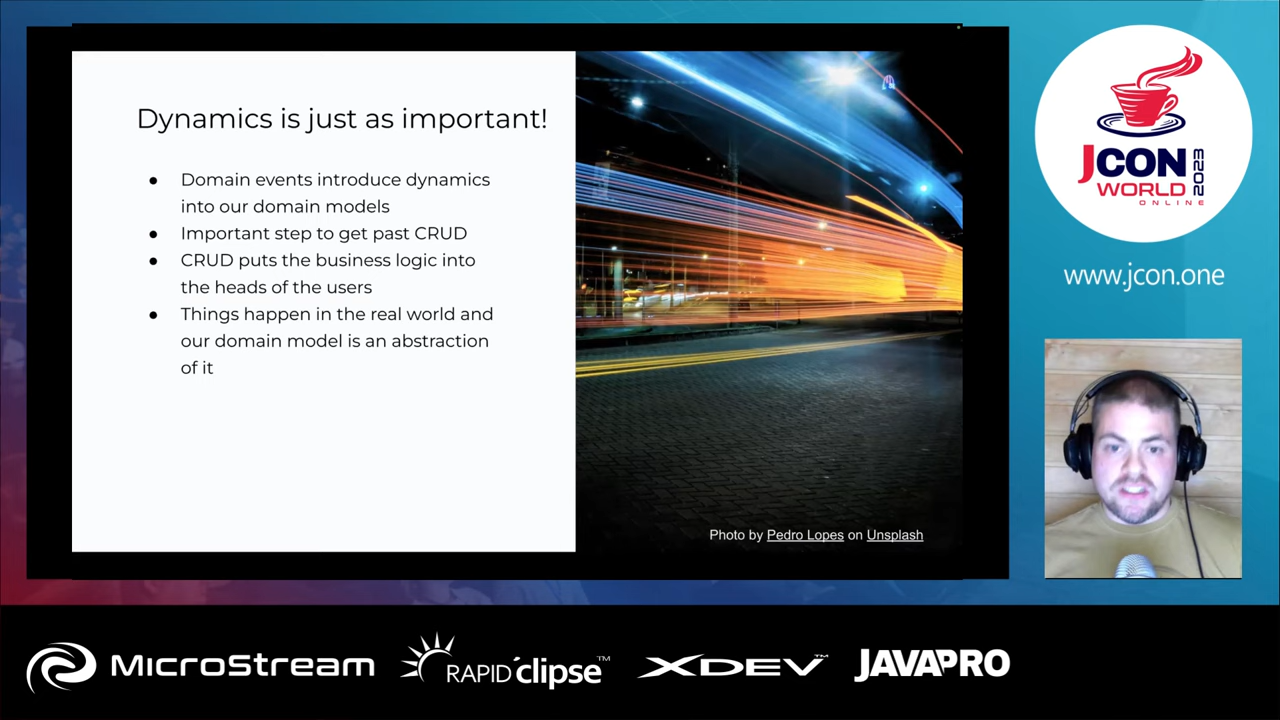 Dynamics is just as important!
● Domain events introduce dynamics
into our domain models
● Important step to get past CRUD
● CRUD puts the business logic into
the heads of the users
● Things happen in the real world and
our domain model is an abstraction
of it
Photo by Pedro Lopes on Unsplash
JCON
WORLD
ONLINE
2023
www.jcon.one
MicroStream
RAPID'clipse™
XDEV™
JAVAPRO